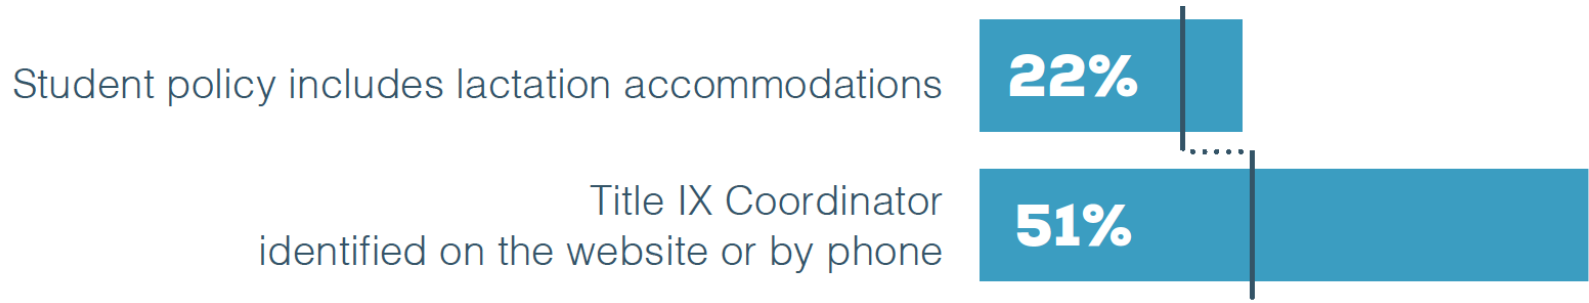 Student policy includes lactation accommodations
22%
Title IX Coordinator
identified on the website or by phone
51%